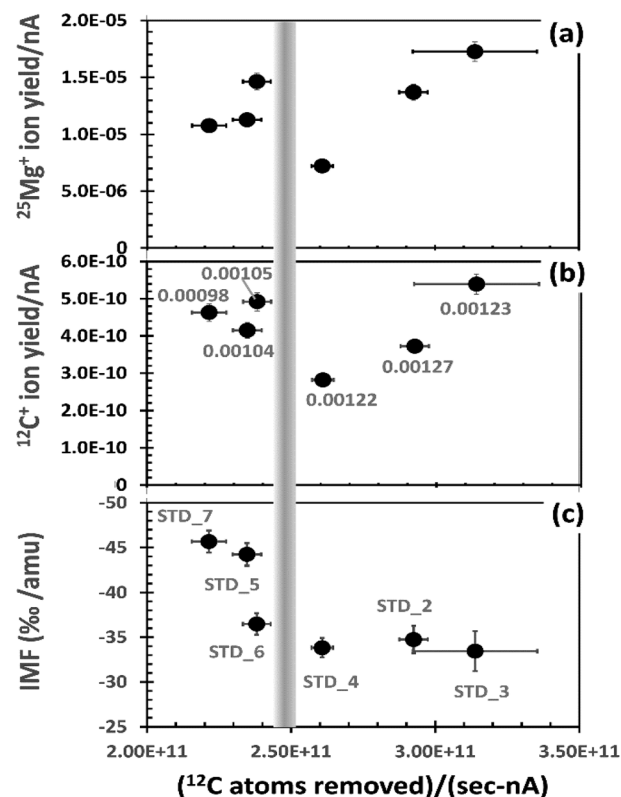 2.0E-05
(a)
1.5E-05
1.0E-05
5.0E-06
0
²⁵Mg⁺ ion yield/nA
6.0E-10
(b)
5.0E-10
4.0E-10
3.0E-10
2.0E-10
1.0E-10
0
¹²C⁺ ion yield/nA
0.00105
0.00098
0.00104
0.00123
0.00127
0.00122
-50
(c)
-45
-40
-35
-30
-25
IMF (‰ /amu)
STD_7
STD_5
STD_6
STD_2
STD_4
STD_3
2.00E+11 2.50E+11 3.00E+11 3.50E+11
(¹²C atoms removed)/(sec-nA)